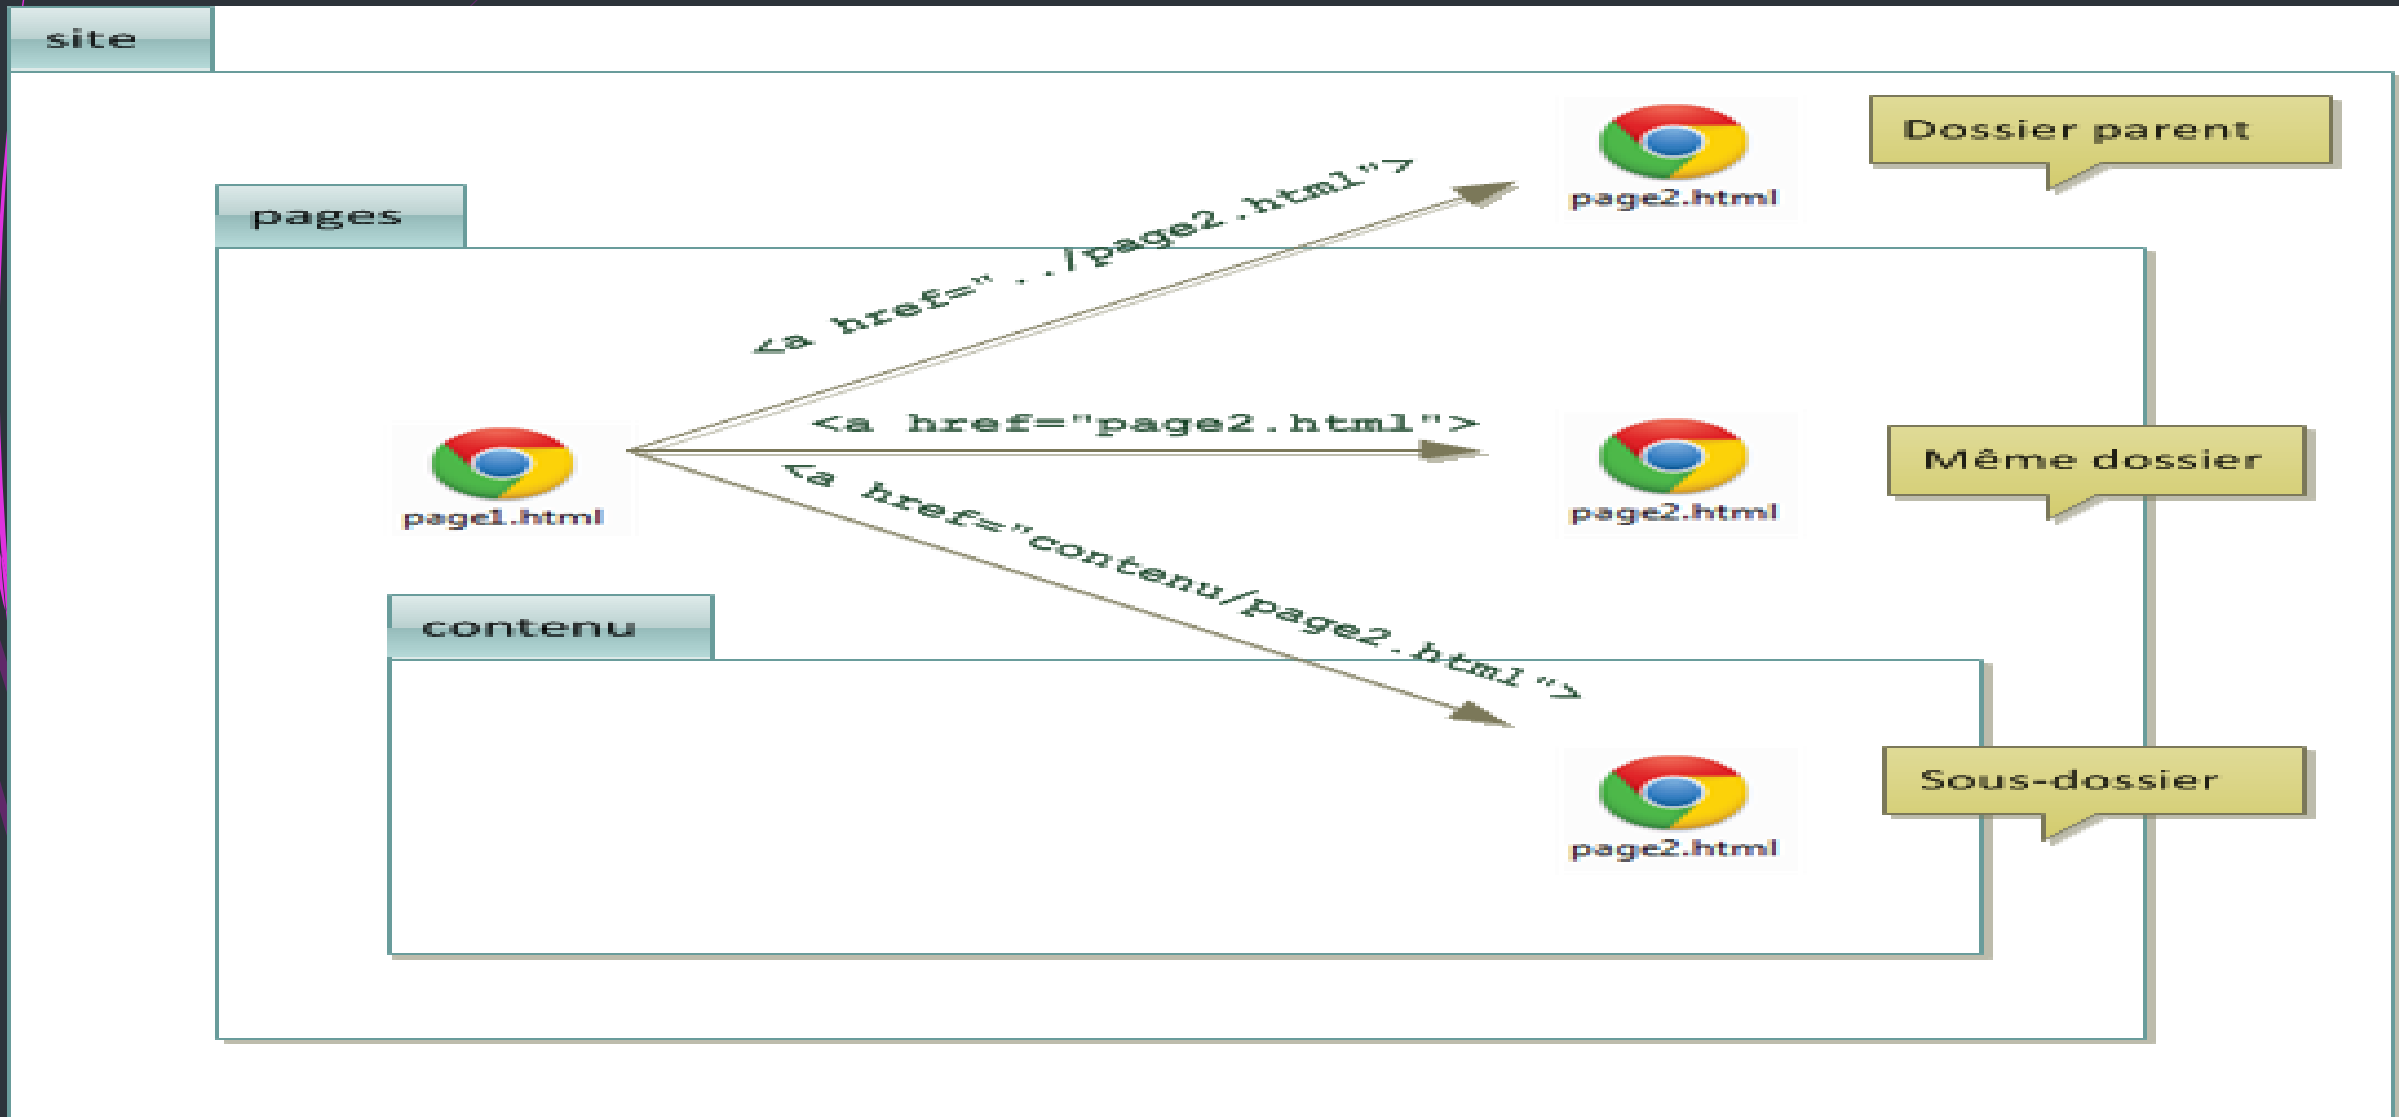 site
Dossier parent
page2.html
pages
<a href="../page2.html">
<a href="page2.html">
Même dossier
page1.html
page2.html
<a href="contenu/page2.html">
contenu
Sous-dossier
page2.html